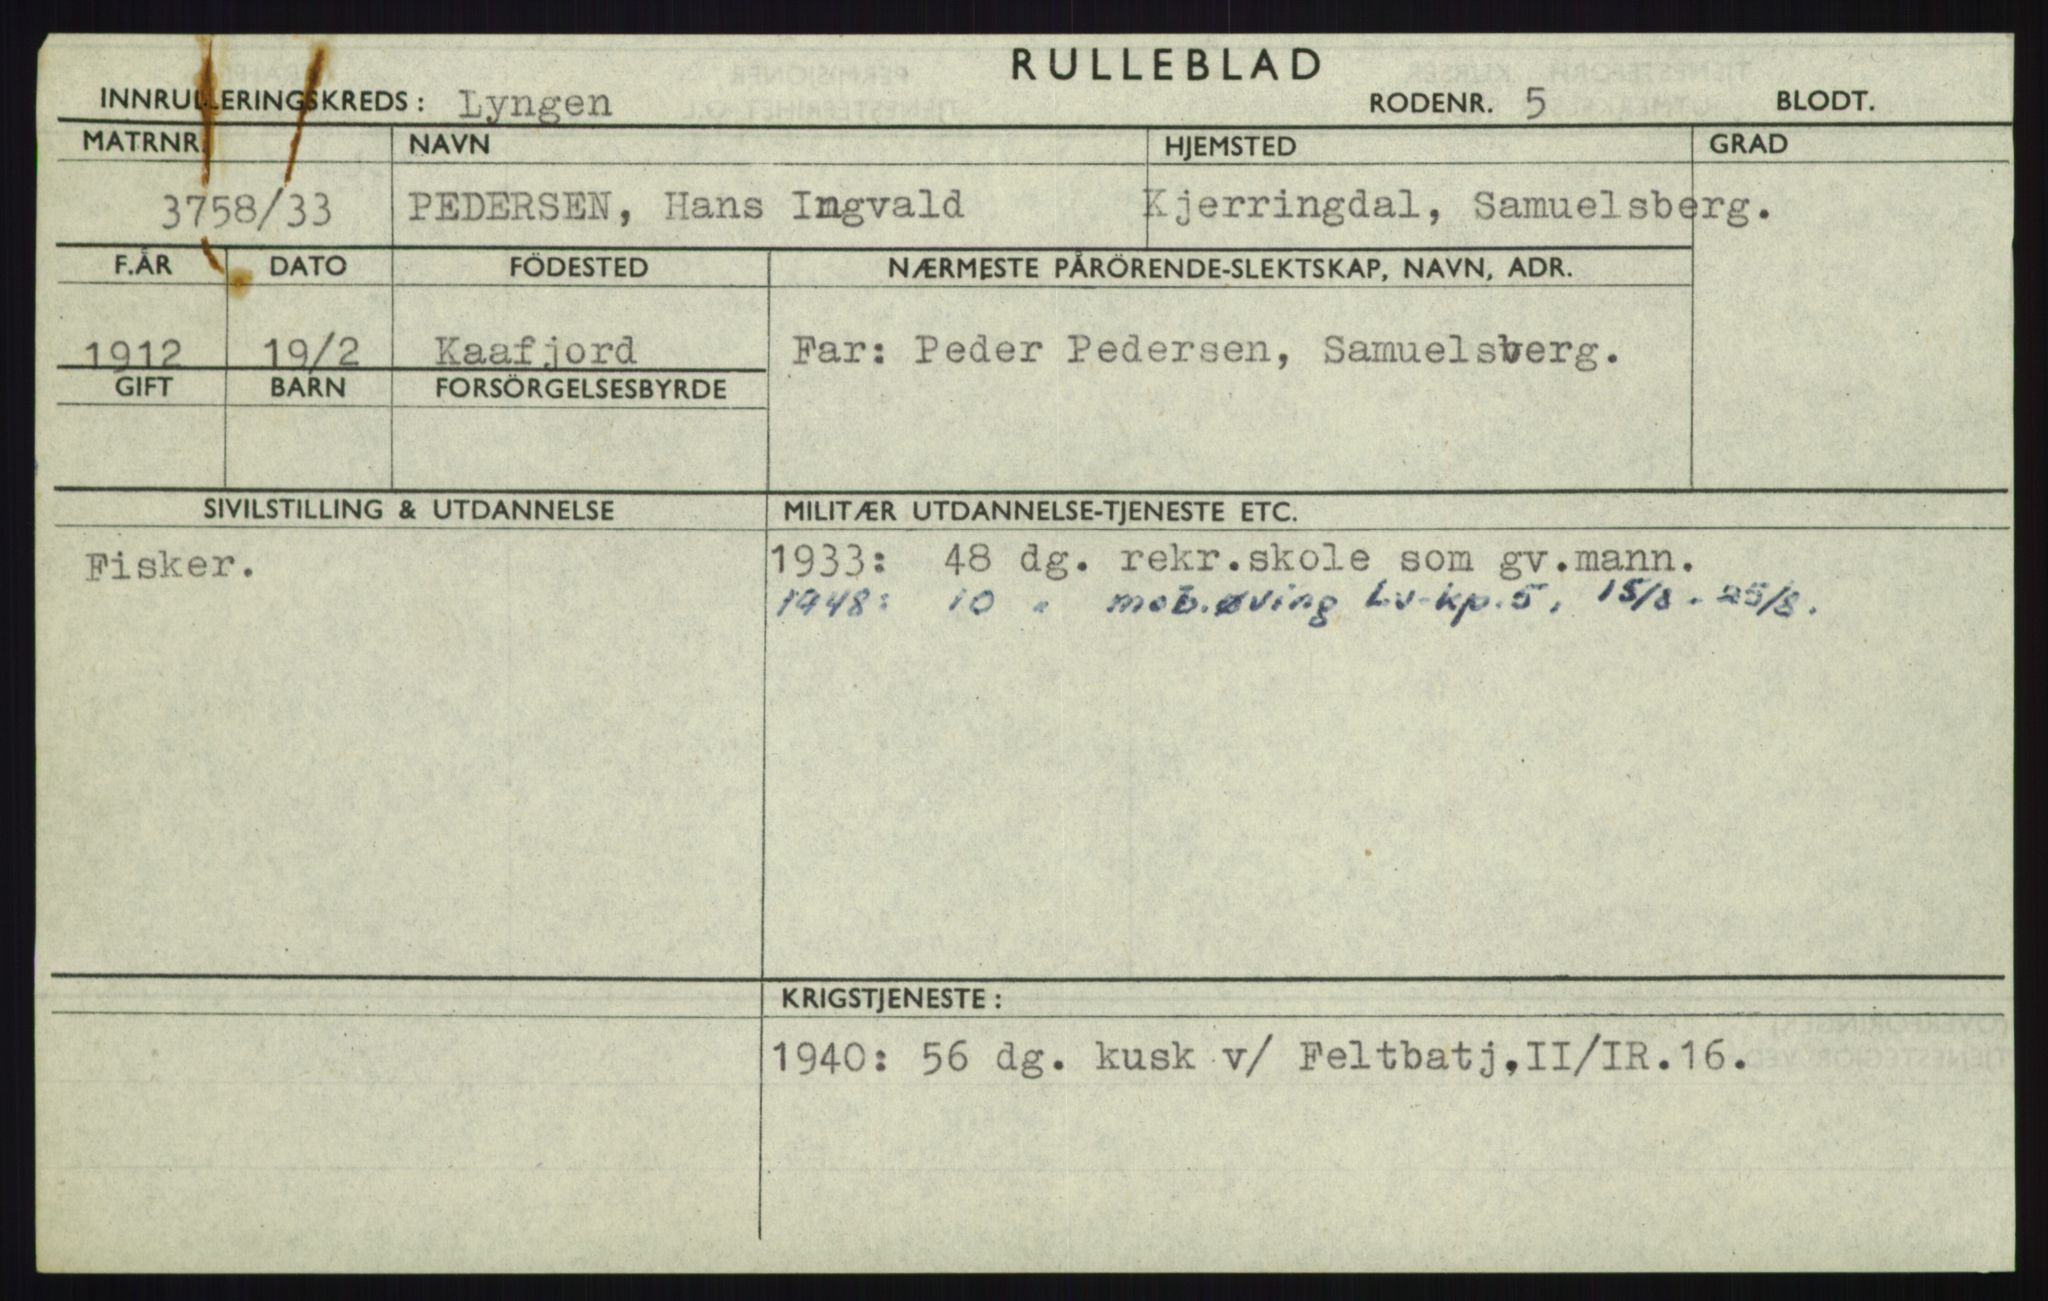 RULLEBLAD
INNRULLERINGSKREDS: Lyngen RODENR. 5 BLODT.
MATRNR. NAVN HJEMSTED GRAD
3758/33 PEDERSEN, Hans Ingvald Kjerringdal, Samuelsberg.
F.ÅR DATO FÖDESTED NÆRMESTE PÅRÖRENDE-SLEKTSKAP, NAVN, ADR.
1912 19/2 Kaafjord Far: Peder Pedersen, Samuelsberg.
GIFT BARN FORSÖRGELSESBYRDE
SIVILSTILLING & UTDANNELSE MILITÆR UTDANNELSE-TJENESTE ETC.
Fisker. 1933: 48 dg. rekr.skole som gv.mann.
1948: 10 " mob.øving Lv-kp.5, 15/8 - 25/8.
KRIGSTJENESTE:
1940: 56 dg. kusk v/ Feltbatj,II/IR.16.